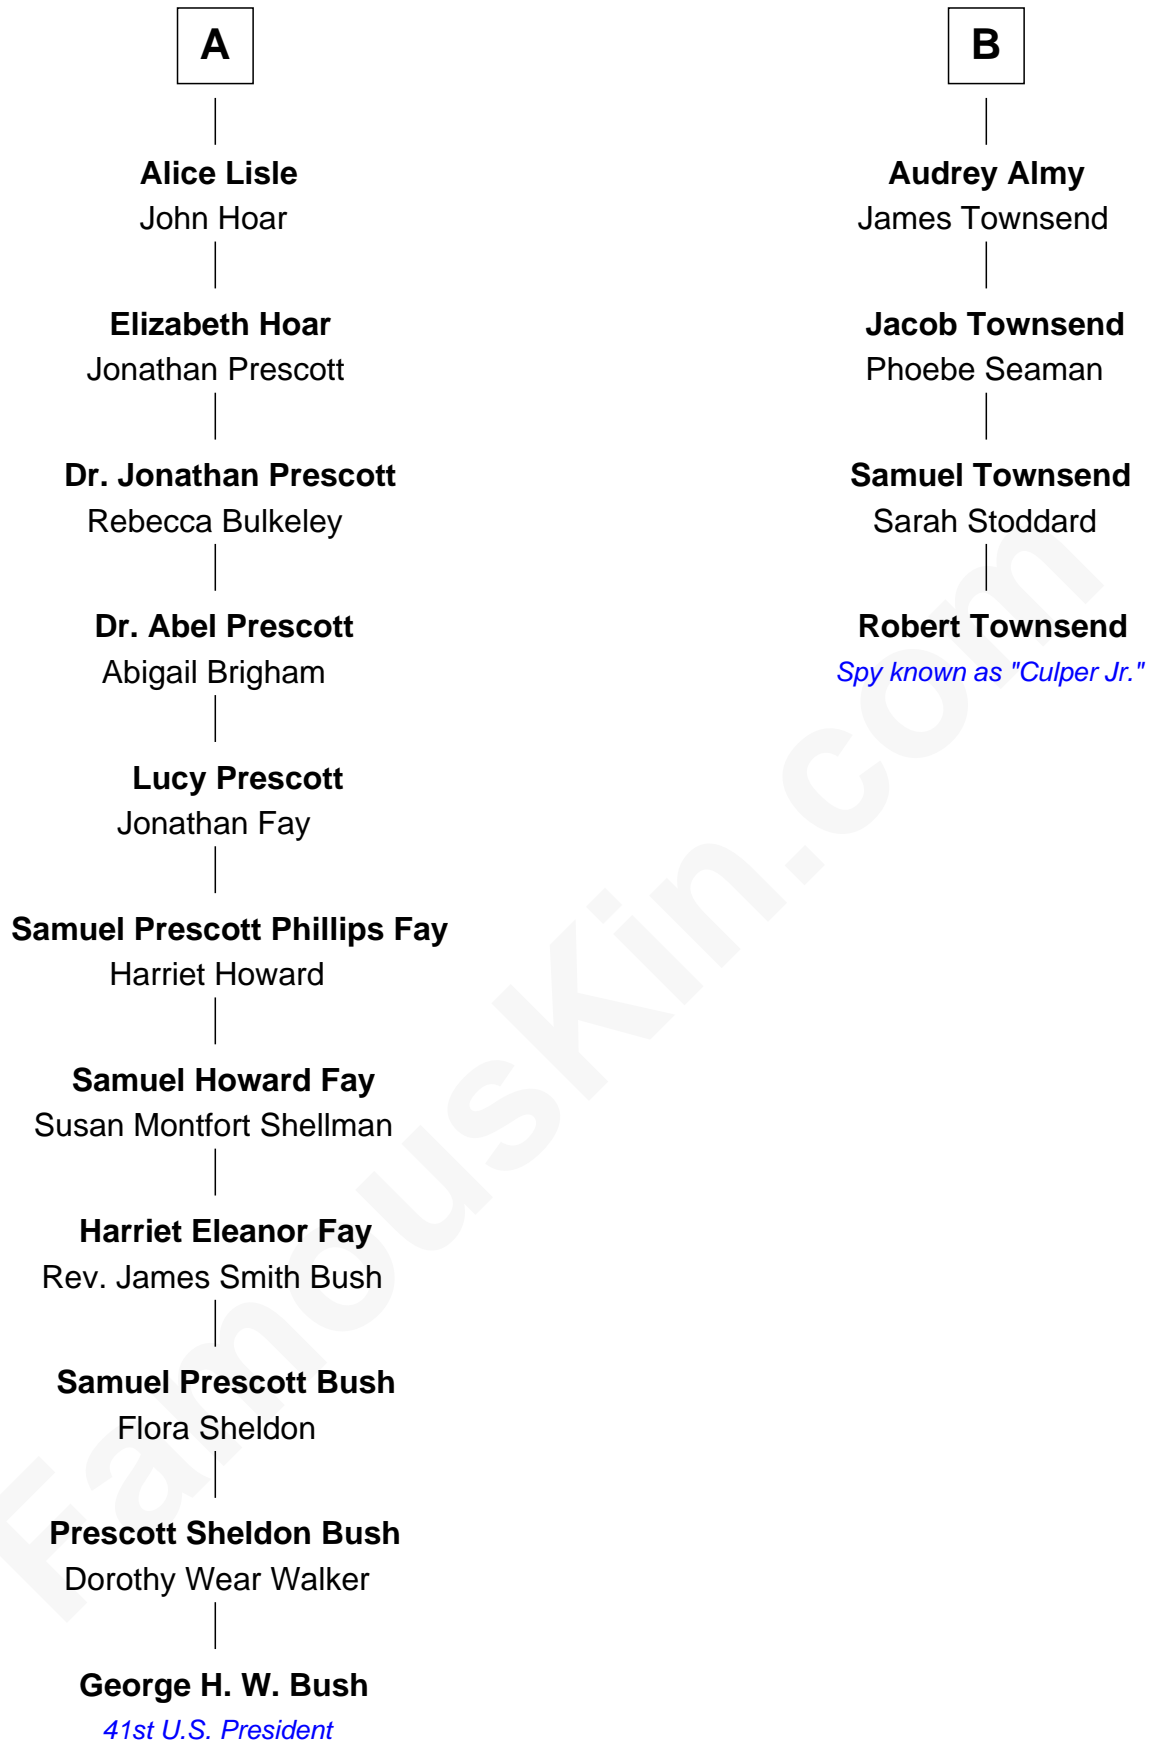 A
Alice Lisle
John Hoar
Elizabeth Hoar
Jonathan Prescott
Dr. Jonathan Prescott
Rebecca Bulkeley
Dr. Abel Prescott
Abigail Brigham
Lucy Prescott
Jonathan Fay
Samuel Prescott Phillips Fay
Harriet Howard
Samuel Howard Fay
Susan Montfort Shellman
Harriet Eleanor Fay
Rev. James Smith Bush
Samuel Prescott Bush
Flora Sheldon
Prescott Sheldon Bush
Dorothy Wear Walker
George H. W. Bush
41st U.S. President
B
Audrey Almy
James Townsend
Jacob Townsend
Phoebe Seaman
Samuel Townsend
Sarah Stoddard
Robert Townsend
Spy known as "Culper Jr."
FamousKin.com